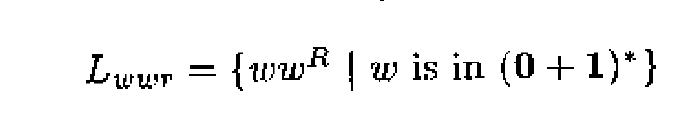 L_{wwr} = {ww^R | w is in (0 + 1)*}